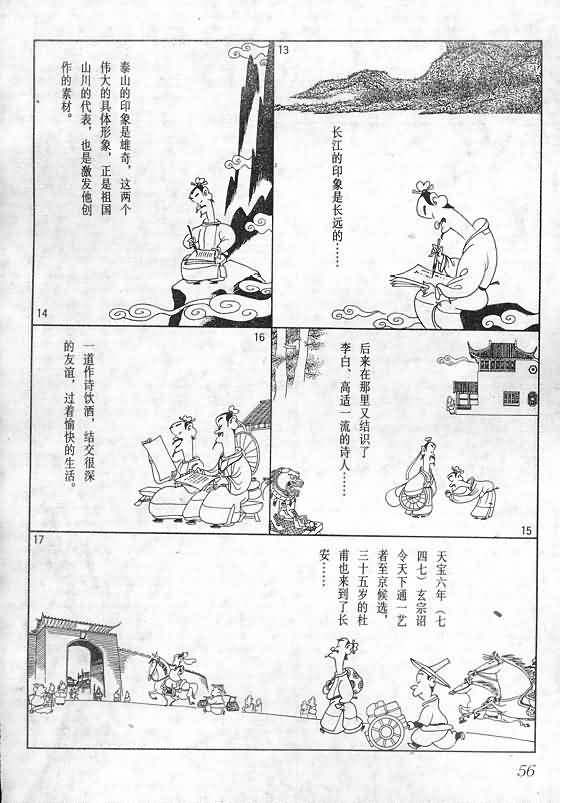 13
长江的印象是长远的……
14
泰山的印象是雄奇，这两个
伟大的具体形象，正是祖国
山川的代表，也是激发他创
作的素材。
15
后来在那里又结识了
李白、高适一流的诗人……
16
一道作诗饮酒，结交很深
的友谊，过着愉快的生活。
17
天宝六年（七
四七）玄宗诏
令天下通一艺
者至京候选，
三十五岁的杜
甫也来到了长
安……
56